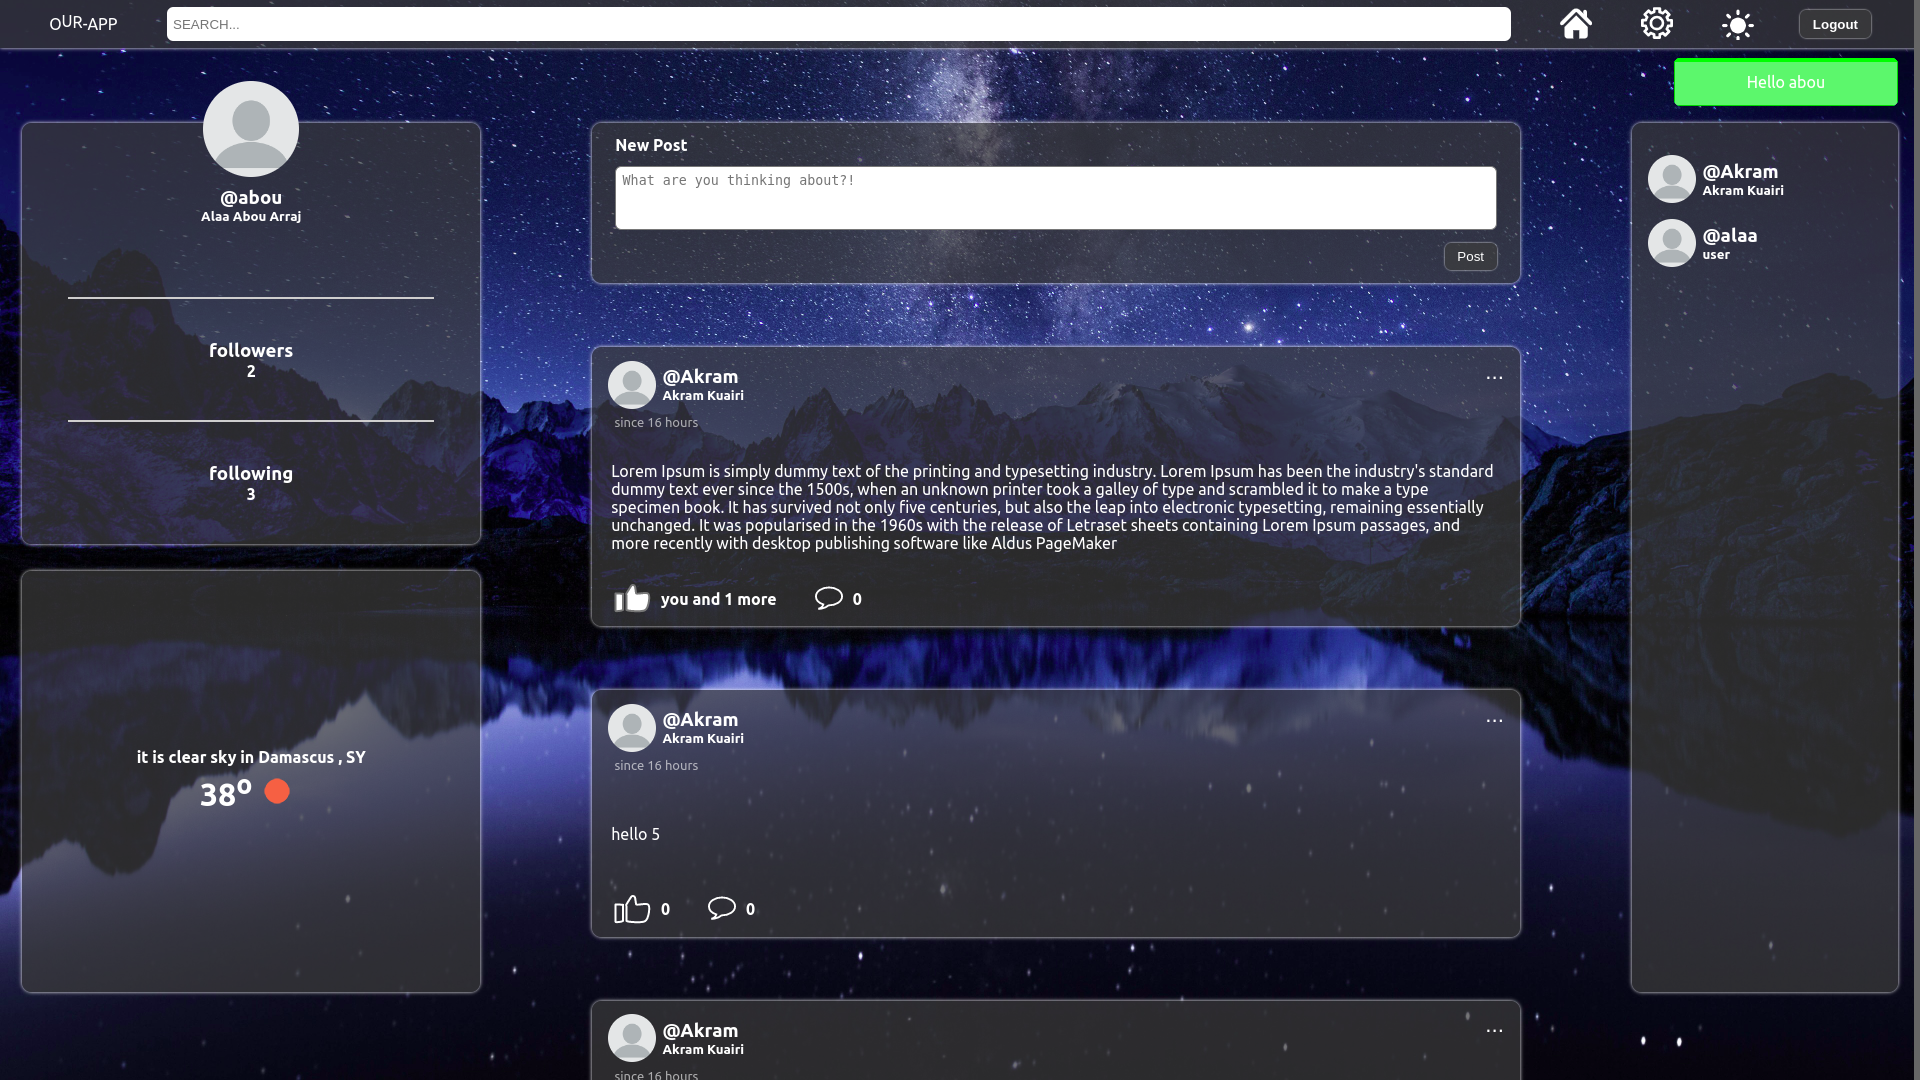 OUR-APP
SEARCH...
Logout
Hello abou
@abou
Alaa Abou Arraj
followers
2
following
3
it is clear sky in Damascus , SY
38º
New Post
What are you thinking about?!
Post
@Akram
Akram Kuairi
...
since 16 hours
Lorem Ipsum is simply dummy text of the printing and typesetting industry. Lorem Ipsum has been the industry's standard
dummy text ever since the 1500s, when an unknown printer took a galley of type and scrambled it to make a type
specimen book. It has survived not only five centuries, but also the leap into electronic typesetting, remaining essentially
unchanged. It was popularised in the 1960s with the release of Letraset sheets containing Lorem Ipsum passages, and
more recently with desktop publishing software like Aldus PageMaker
you and 1 more
0
@Akram
Akram Kuairi
...
since 16 hours
hello 5
0
0
@Akram
Akram Kuairi
...
since 16 hours
@Akram
Akram Kuairi
@alaa
user